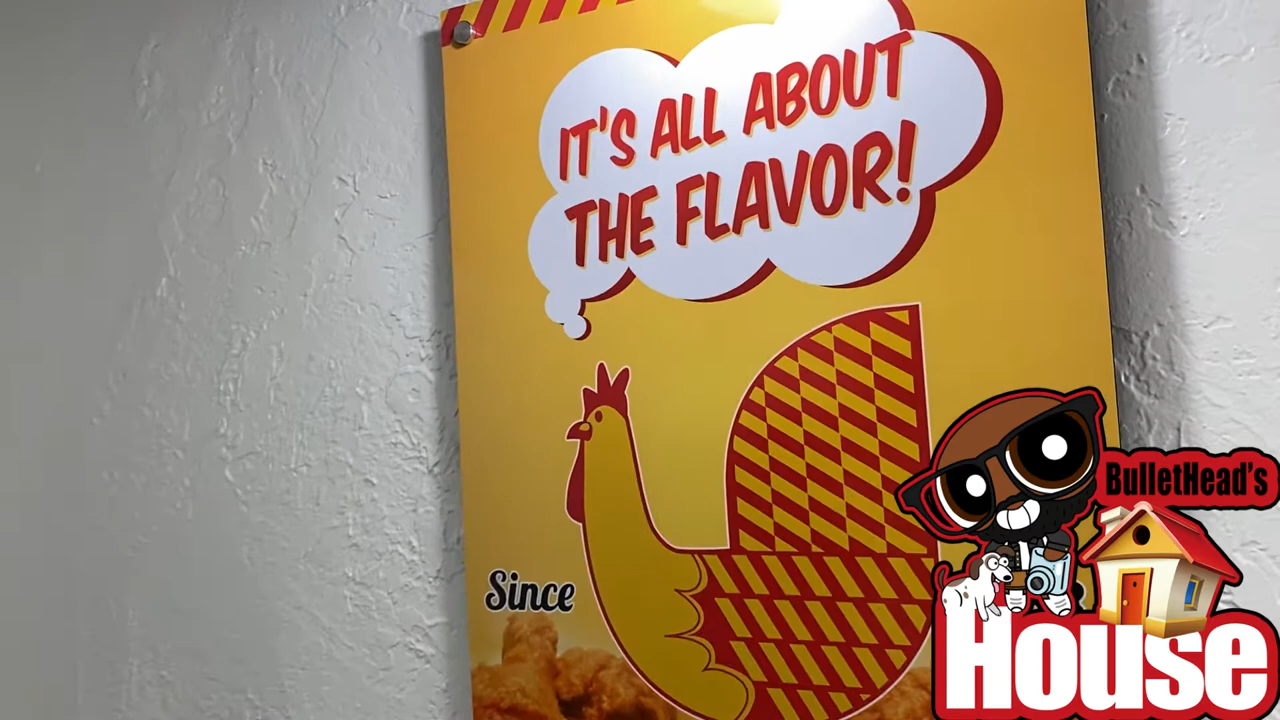 IT'S ALL ABOUT
THE FLAVOR!
Since
BulletHead's
House